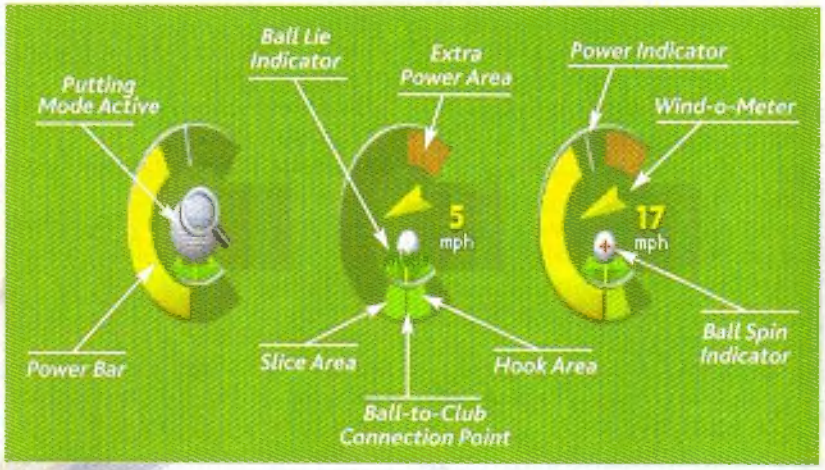 Ball Lie
Indicator
Extra
Power Area
Power Indicator
Putting
Mode Active
Wind-o-Meter
5
mph
17
mph
Power Bar
Slice Area
Hook Area
Ball Spin
Indicator
Ball-to-Club
Connection Point